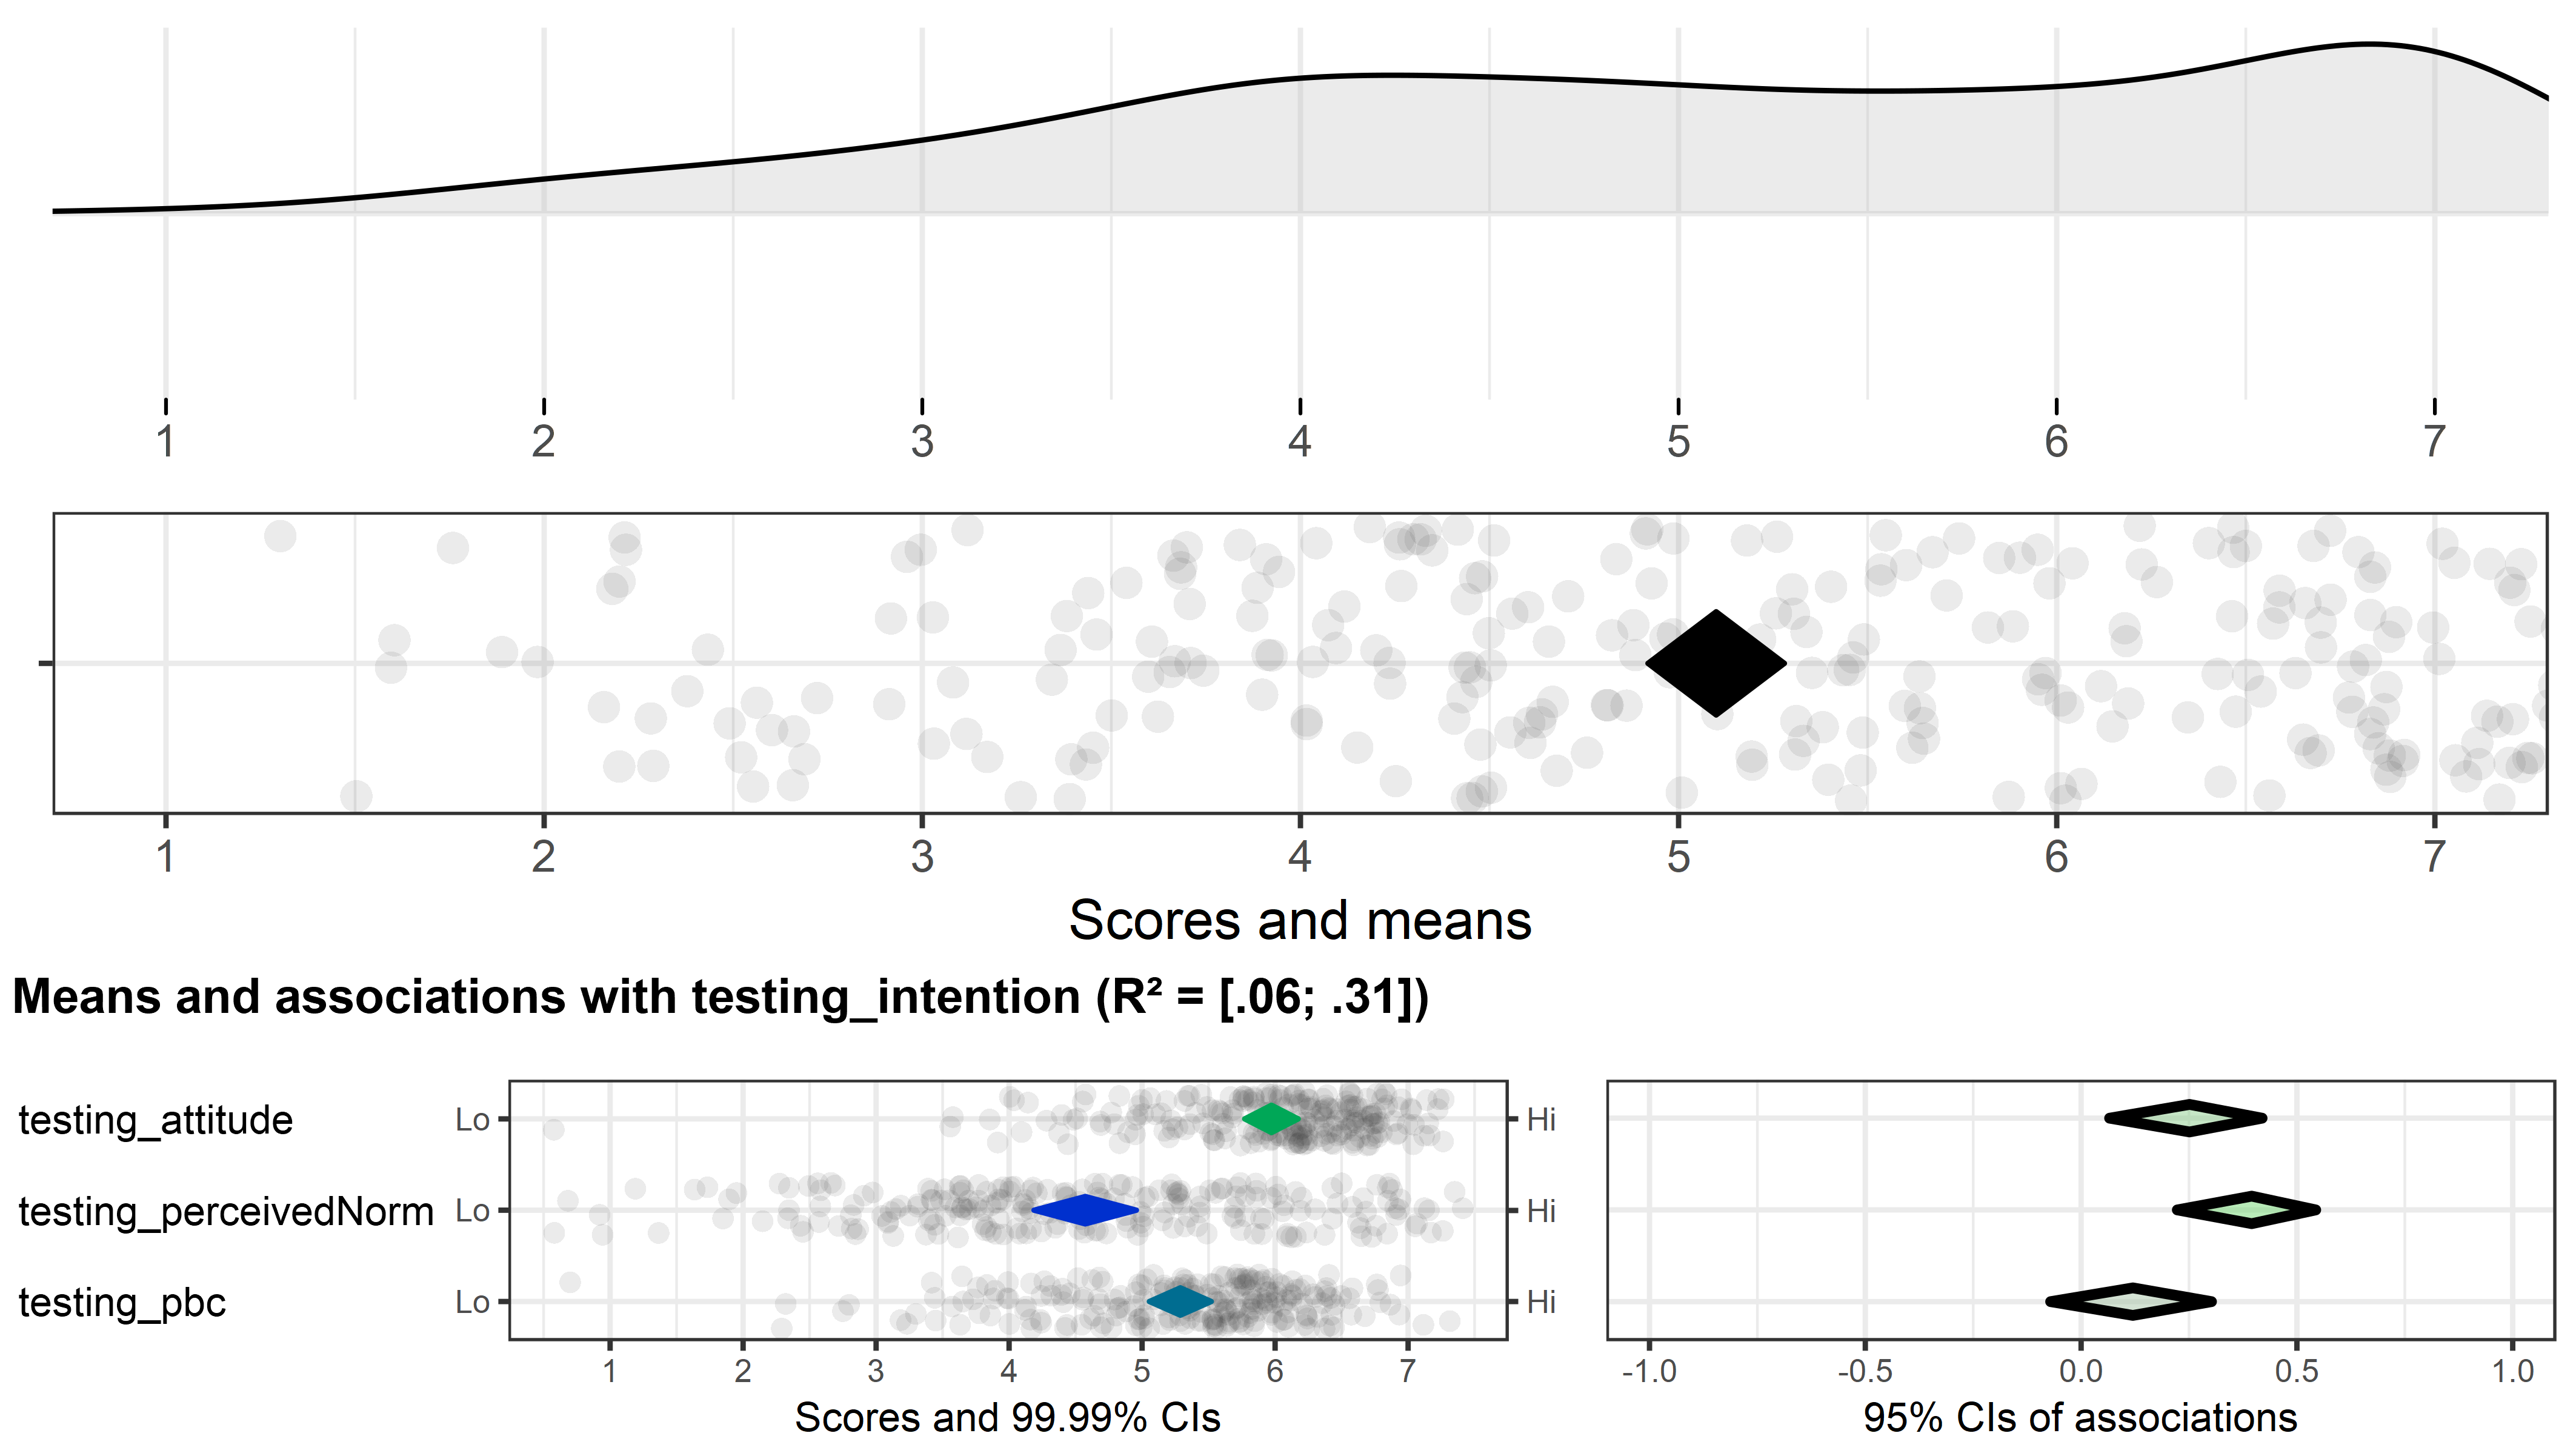 1 2 3 4 5 6 7
1 2 3 4 5 6 7
Scores and means
Means and associations with testing_intention (R² = [.06; .31])
testing_attitude Lo Hi
testing_perceivedNorm Lo Hi
testing_pbc Lo Hi
1 2 3 4 5 6 7 -1.0 -0.5 0.0 0.5 1.0
Scores and 99.99% CIs 95% CIs of associations